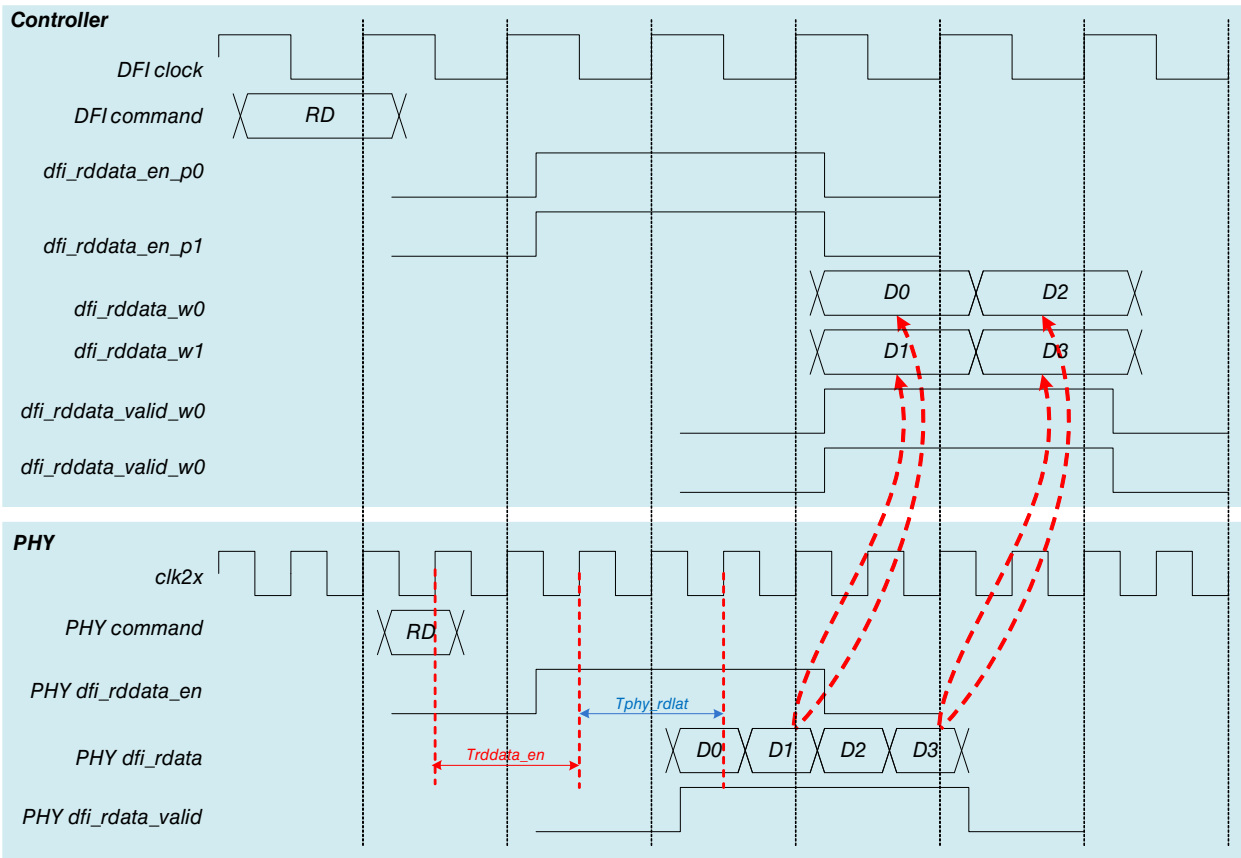 Controller
DFI clock
DFI command
RD
dfi_rddata_en_p0
dfi_rddata_en_p1
dfi_rddata_w0
D0
D2
dfi_rddata_w1
D1
D3
dfi_rddata_valid_w0
dfi_rddata_valid_w0
PHY
clk2x
PHY command
RD
PHY dfi_rddata_en
Tphy_rdlat
PHY dfi_rdata
Trddata_en
D0
D1
D2
D3
PHY dfi_rdata_valid